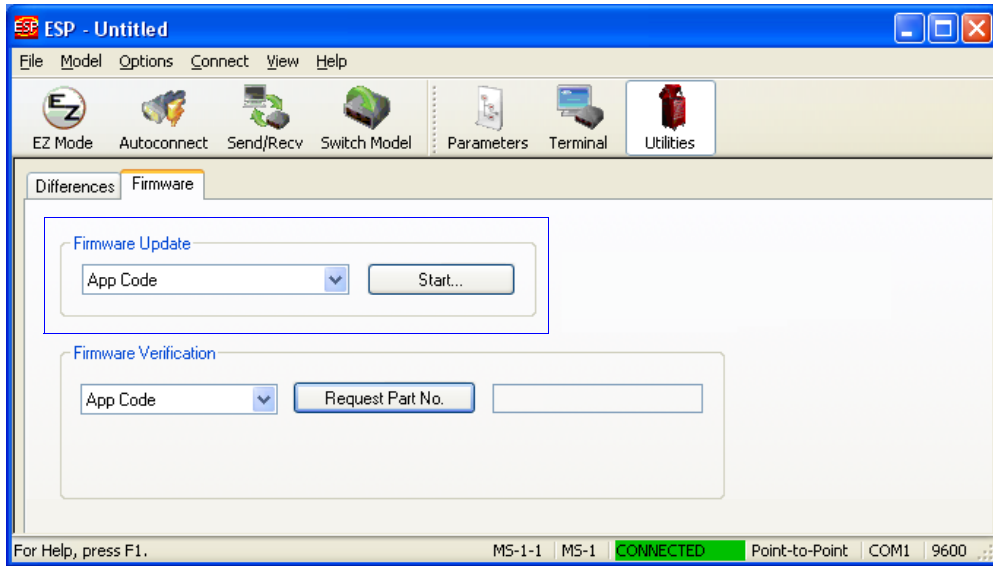 ESP ESP - Untitled
File Model Options Connect View Help
EZ
EZ Mode Autoconnect Send/Recv Switch Model Parameters Terminal Utilities
Differences Firmware
Firmware Update
App Code Start...
Firmware Verification
App Code Request Part No.
For Help, press F1. MS-1-1 MS-1 CONNECTED Point-to-Point COM1 9600